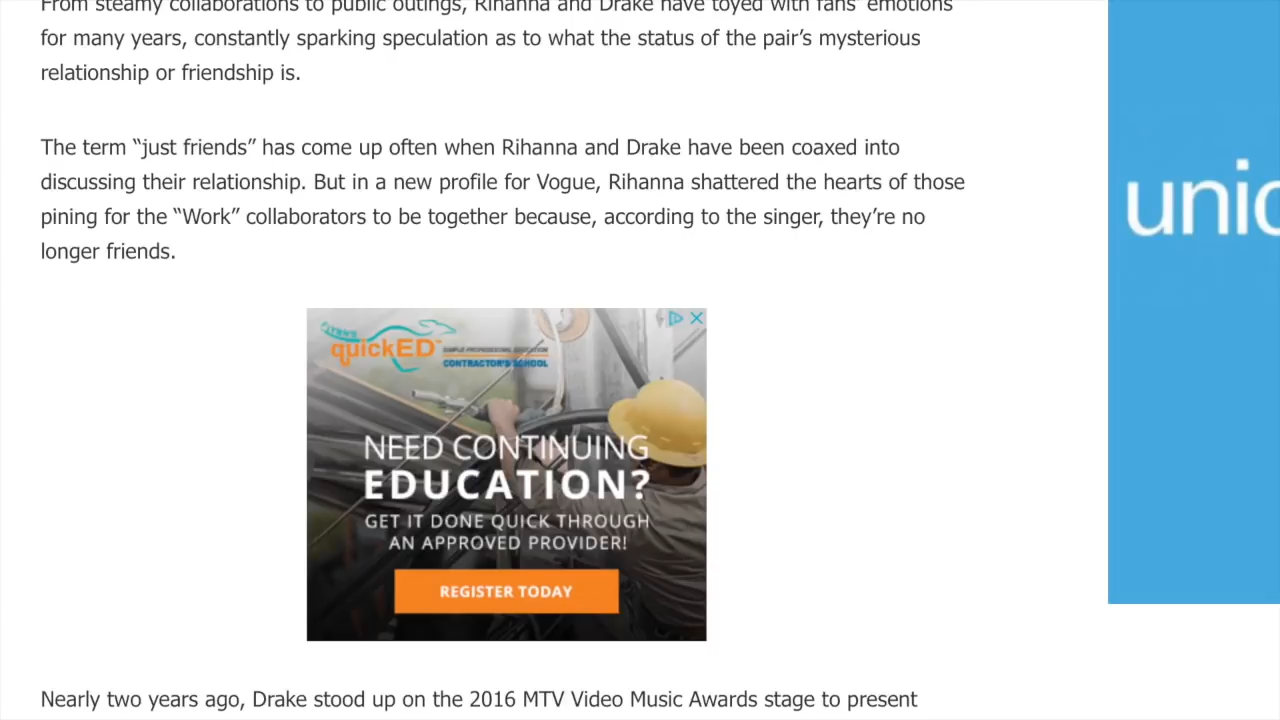 From steamy collaborations to public outings, Rihanna and Drake have toyed with fans’ emotions
for many years, constantly sparking speculation as to what the status of the pair’s mysterious
relationship or friendship is.
The term “just friends” has come up often when Rihanna and Drake have been coaxed into
discussing their relationship. But in a new profile for Vogue, Rihanna shattered the hearts of those
pining for the “Work” collaborators to be together because, according to the singer, they’re no
longer friends.
quickED™
CONTRACTOR'S SCHOOL
NEED CONTINUING
EDUCATION?
GET IT DONE QUICK THROUGH
AN APPROVED PROVIDER!
REGISTER TODAY
unic
Nearly two years ago, Drake stood up on the 2016 MTV Video Music Awards stage to present